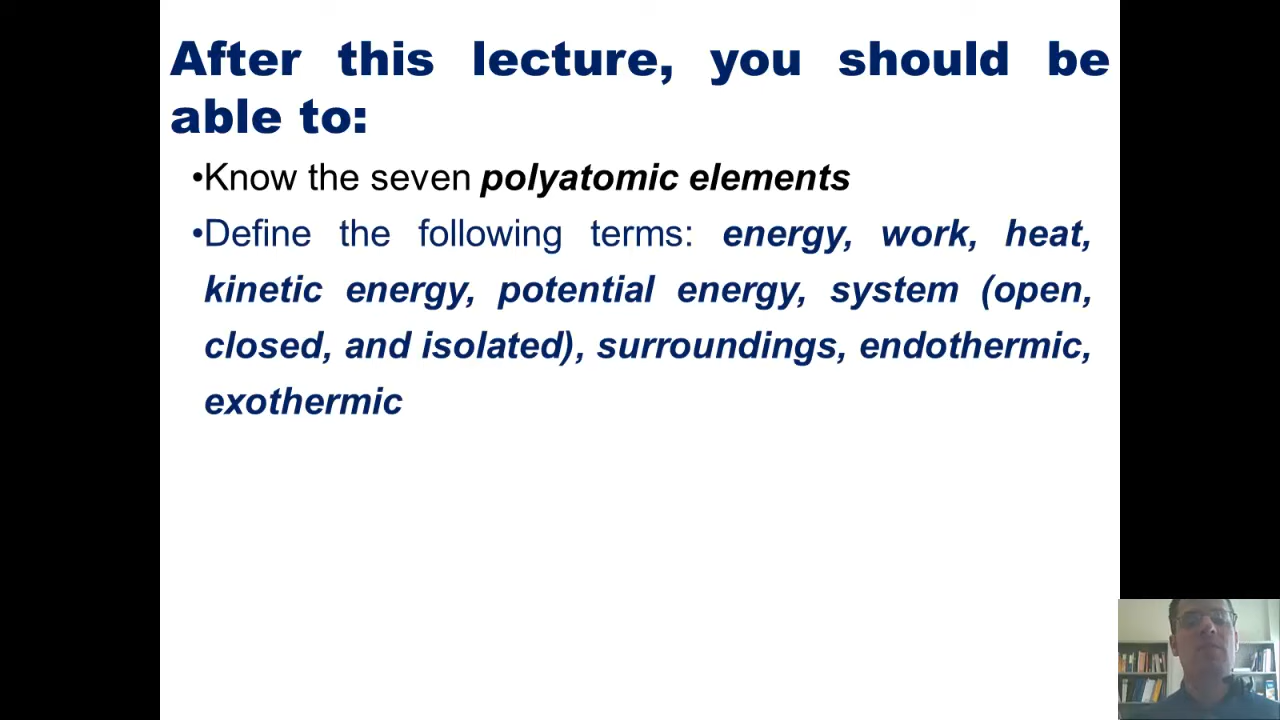 After this lecture, you should be
able to:
•Know the seven polyatomic elements
•Define the following terms: energy, work, heat,
kinetic energy, potential energy, system (open,
closed, and isolated), surroundings, endothermic,
exothermic